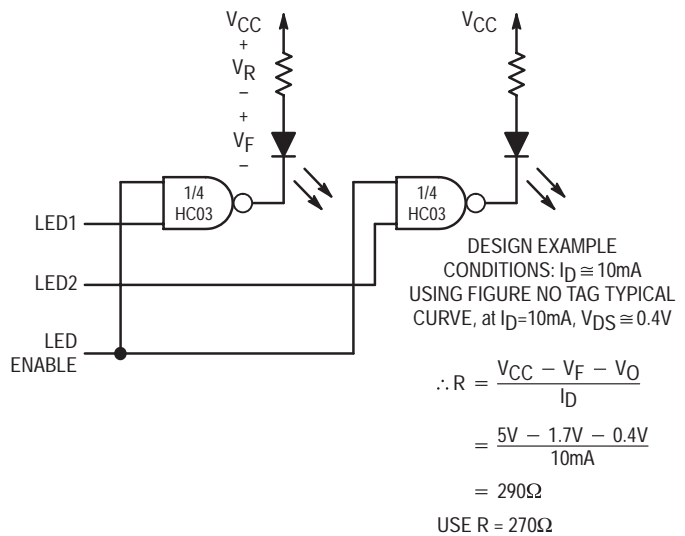 VCC
+
VR
−
+
VF
−
VCC
1/4
HC03
1/4
HC03
LED1
LED2
LED
ENABLE
DESIGN EXAMPLE
CONDITIONS: ID ≅ 10mA
USING FIGURE NO TAG TYPICAL
CURVE, at ID=10mA, VDS ≅ 0.4V
∴ R = (VCC − VF − VO) / ID
= (5V − 1.7V − 0.4V) / 10mA
= 290Ω
USE R = 270Ω